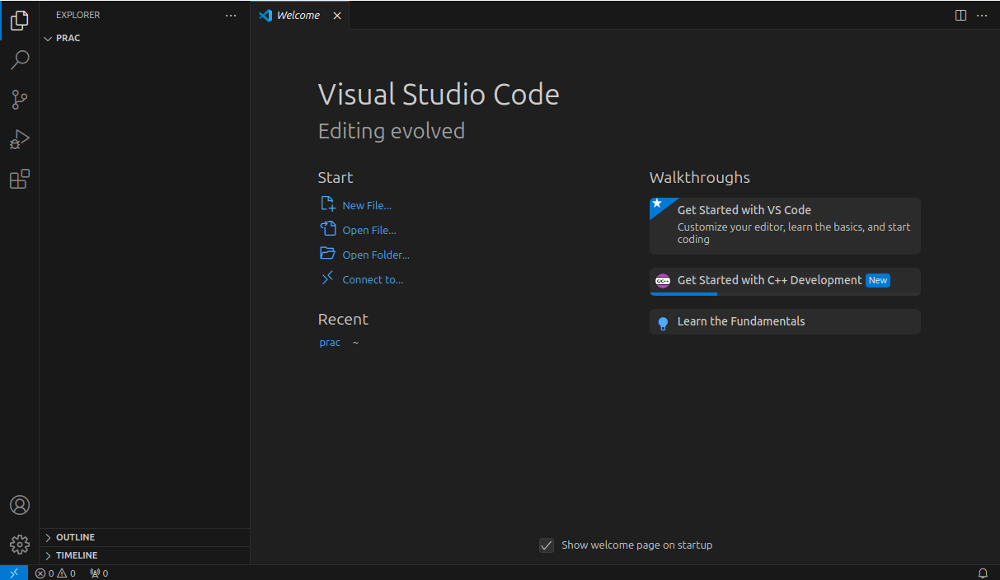 EXPLORER
PRAC
Welcome
Visual Studio Code
Editing evolved
Start
New File...
Open File...
Open Folder...
Connect to...
Recent
prac ~
Walkthroughs
Get Started with VS Code
Customize your editor, learn the basics, and start
coding
C/C++ Get Started with C++ Development New
Learn the Fundamentals
Show welcome page on startup
OUTLINE
TIMELINE
0 0 0